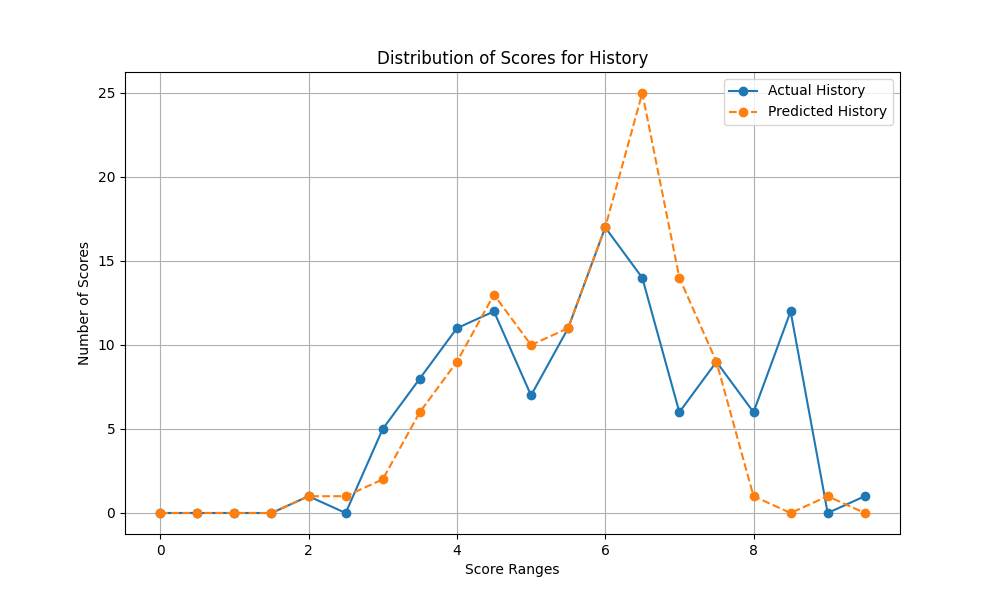 Distribution of Scores for History
Actual History
Predicted History
Number of Scores
25
20
15
10
5
0
0 2 4 6 8
Score Ranges